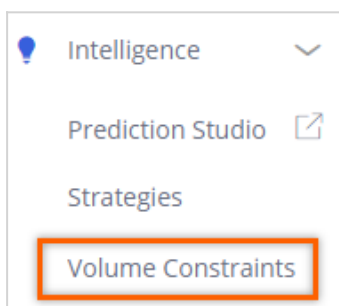 Intelligence
Prediction Studio
Strategies
Volume Constraints